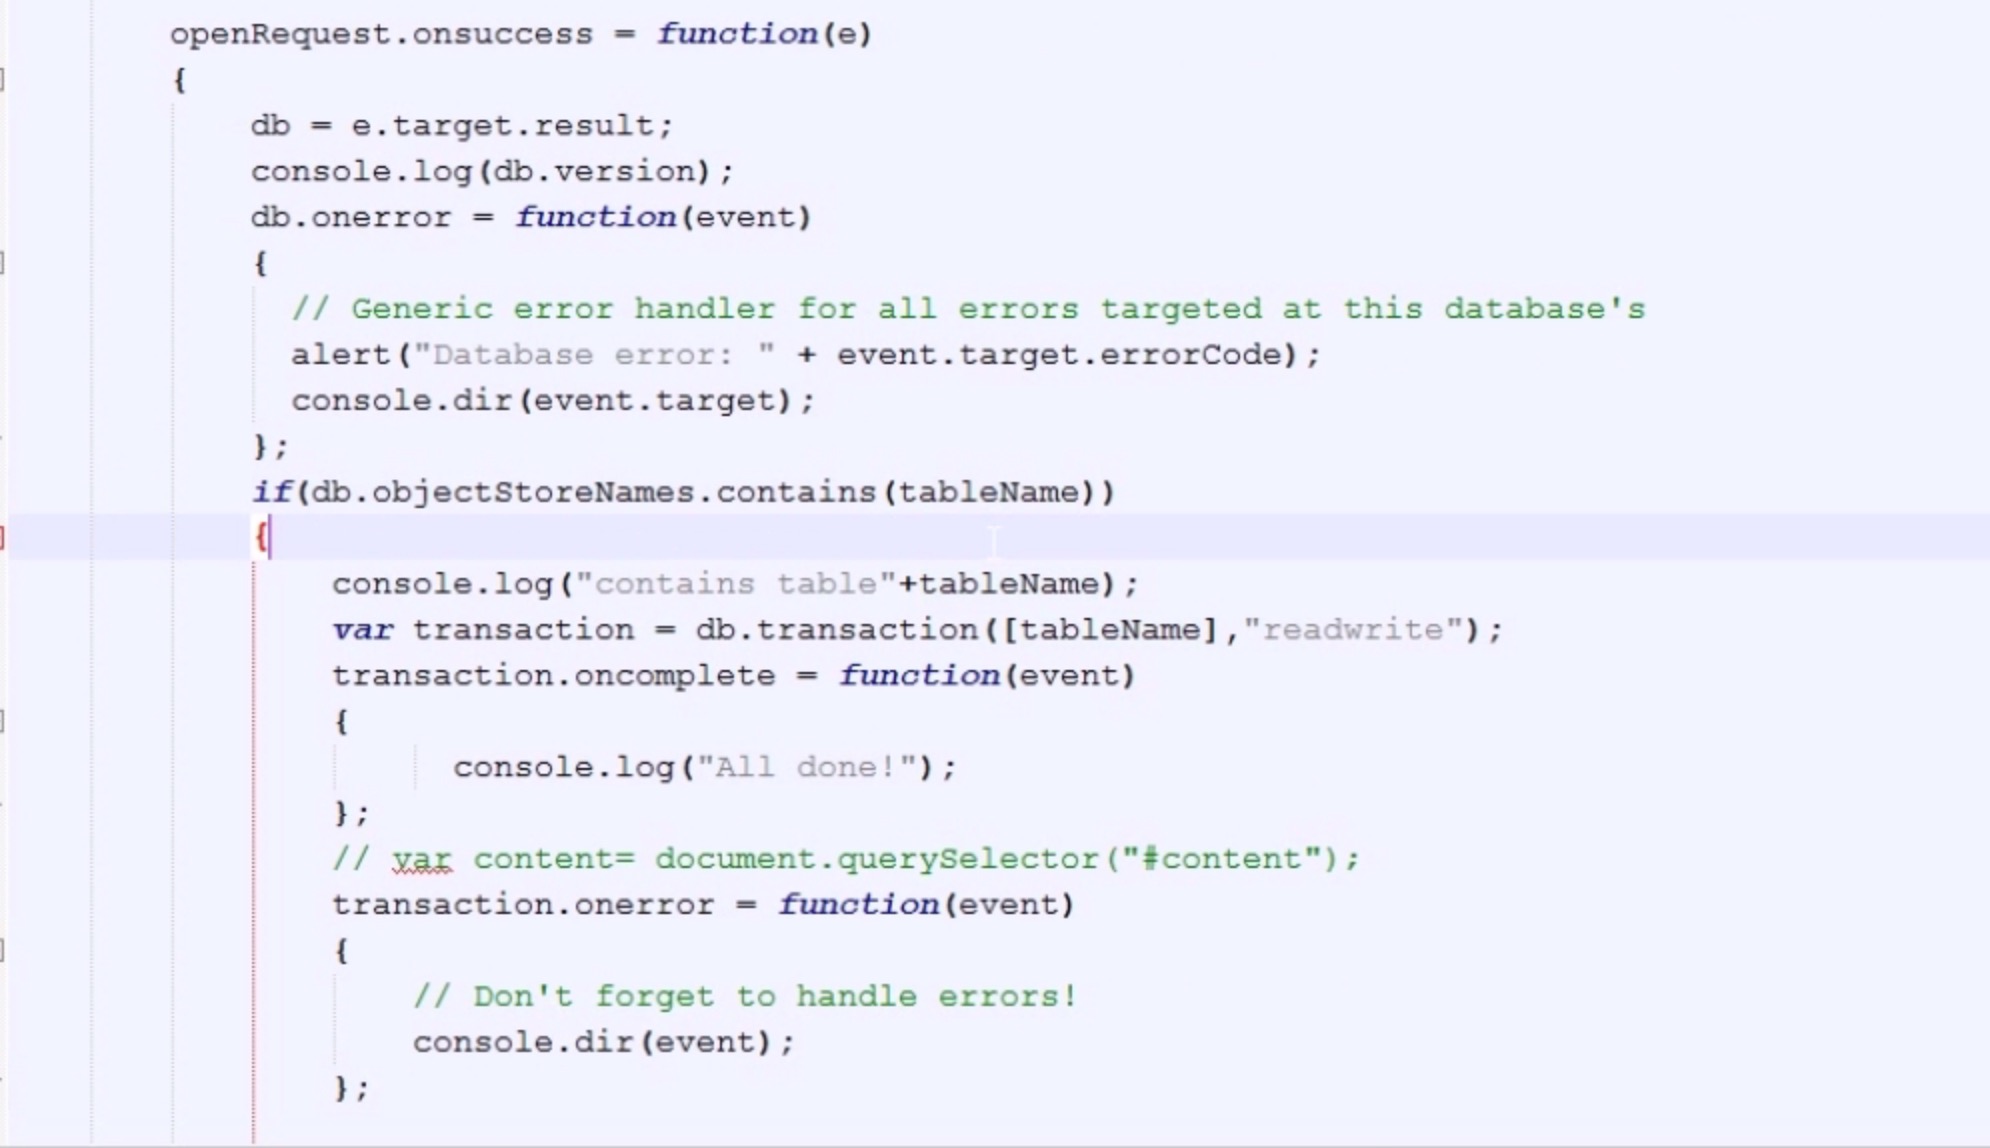 openRequest.onsuccess = function(e)
{
db = e.target.result;
console.log(db.version);
db.onerror = function(event)
{
// Generic error handler for all errors targeted at this database's
alert("Database error: " + event.target.errorCode);
console.dir(event.target);
};
if(db.objectStoreNames.contains(tableName))
{
console.log("contains table"+tableName);
var transaction = db.transaction([tableName],"readwrite");
transaction.oncomplete = function(event)
{
console.log("All done!");
};
// var content= document.querySelector("#content");
transaction.onerror = function(event)
{
// Don't forget to handle errors!
console.dir(event);
};